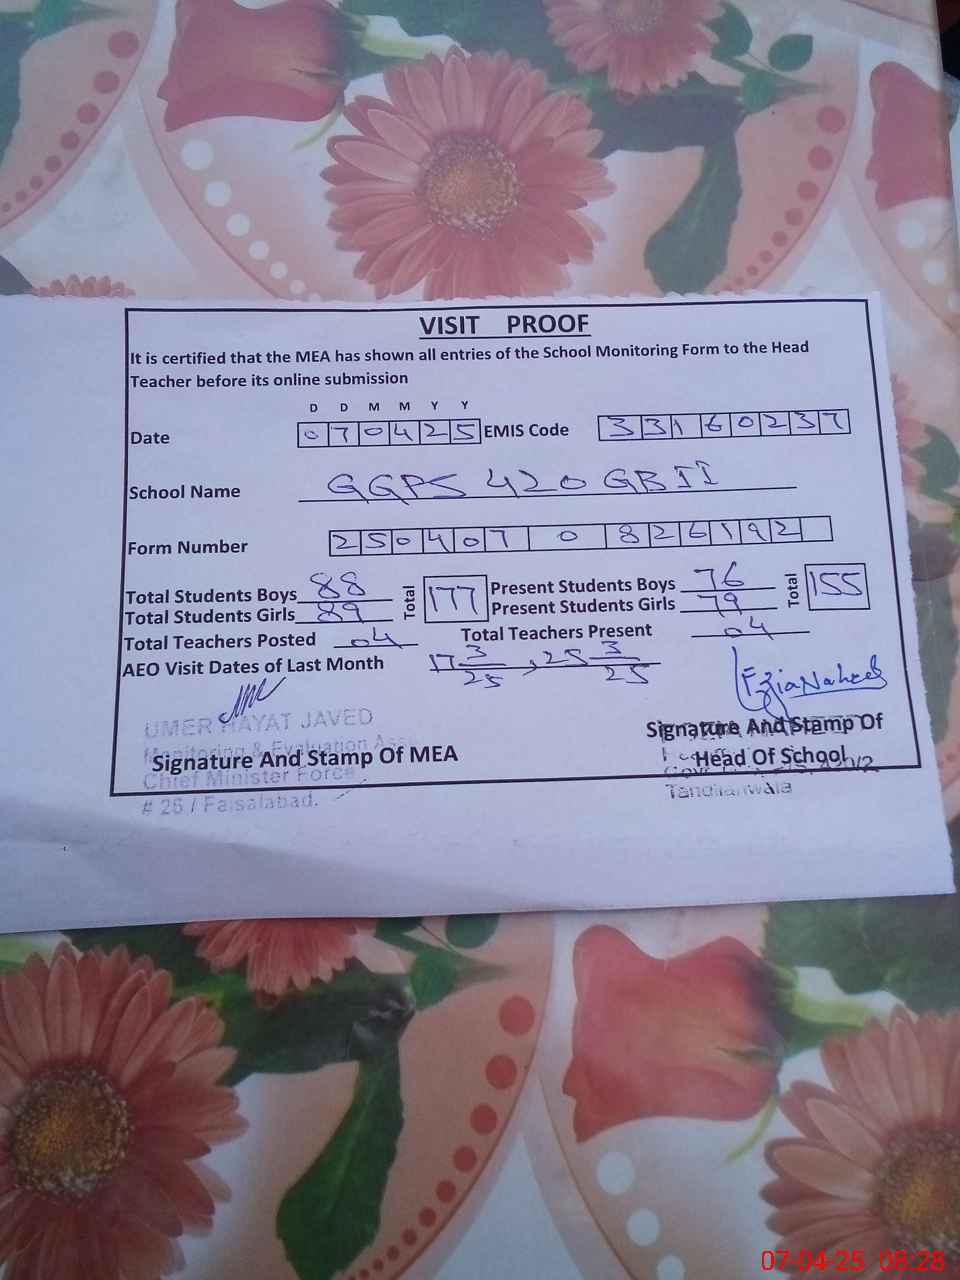 VISIT PROOF
It is certified that the MEA has shown all entries of the School Monitoring Form to the Head
Teacher before its online submission
D D M M Y Y
Date 070425 EMIS Code 33160237
School Name GGPS 420 GB II
Form Number 250407 0 826192
Total Students Boys 88 Total 177 Present Students Boys 76 Total 155
Total Students Girls 89 Present Students Girls 79
Total Teachers Posted 04 Total Teachers Present 04
AEO Visit Dates of Last Month 17 3/25, 25 3/25
UMER HAYAT JAVED
Monitoring & Evaluation
Signature And Stamp Of MEA
Chief Minister Force
# 26 / Faisalabad.
Signature And Stamp Of
Head Of School
Tandlianwala
07-04-25 08:28